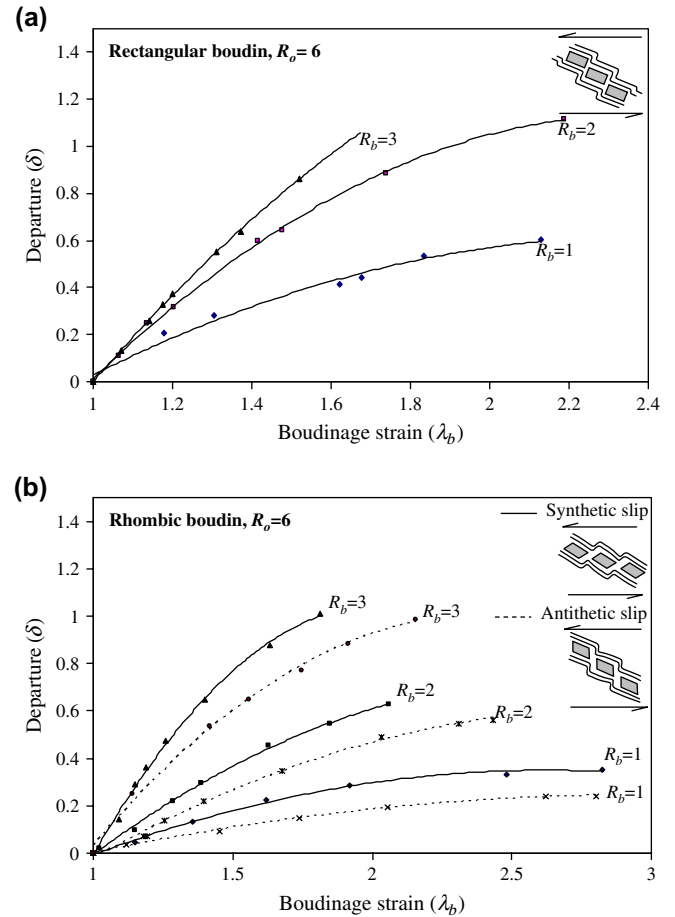 (a)
1.4
1.2
1
0.8
0.6
0.4
0.2
0
Departure (δ)
Rectangular boudin, Ro= 6
Rb=3
Rb=2
Rb=1
1 1.2 1.4 1.6 1.8 2 2.2 2.4
Boudinage strain (λb)
(b)
1.4
1.2
1
0.8
0.6
0.4
0.2
0
Departure (δ)
Rhombic boudin, Ro=6
Synthetic slip
Antithetic slip
Rb=3
Rb=3
Rb=2
Rb=2
Rb=1
Rb=1
1 1.5 2 2.5 3
Boudinage strain (λb)